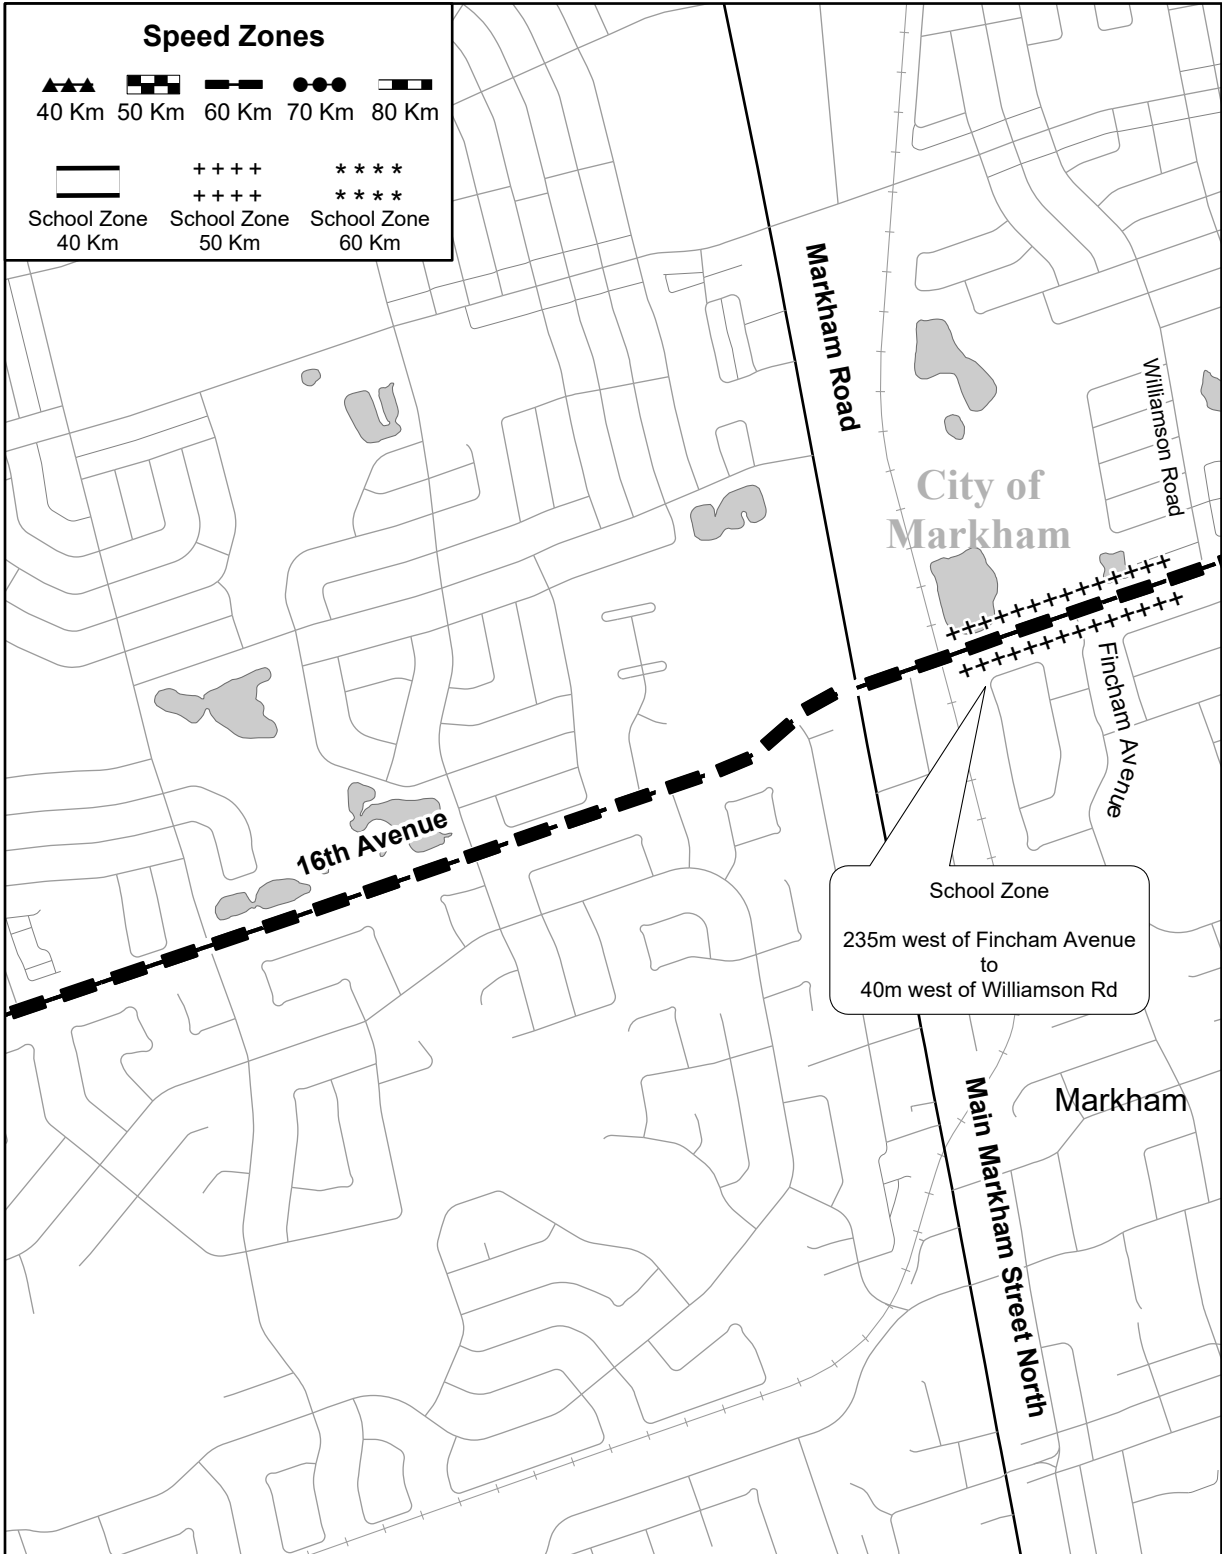 Speed Zones
40 Km 50 Km 60 Km 70 Km 80 Km
School Zone
40 Km
School Zone
50 Km
School Zone
60 Km
Markham Road
Williamson Road
City of
Markham
Fincham Avenue
16th Avenue
School Zone
235m west of Fincham Avenue
to
40m west of Williamson Rd
Markham
Main Markham Street North